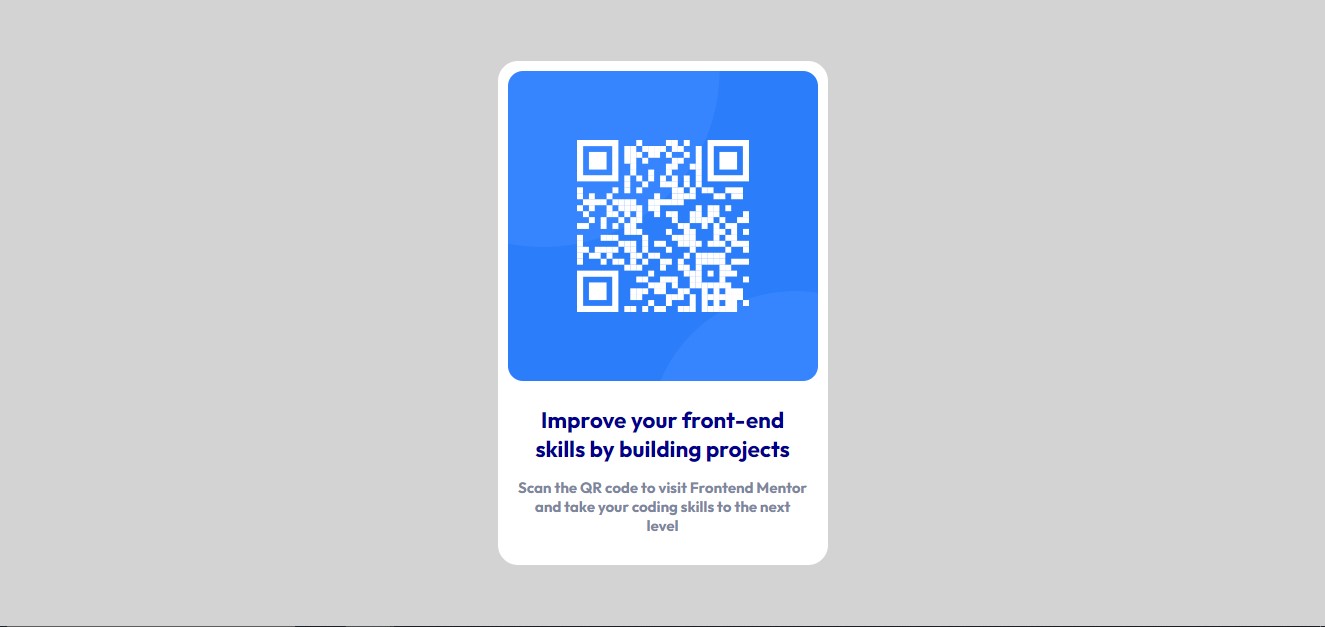 Improve your front-end
skills by building projects
Scan the QR code to visit Frontend Mentor
and take your coding skills to the next
level